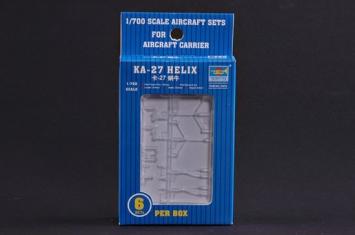 1/700 SCALE AIRCRAFT SETS
FOR
AIRCRAFT CARRIER
KA-27 HELIX
卡-27 蜗牛
1/700
SCALE
6
SETS
PER BOX